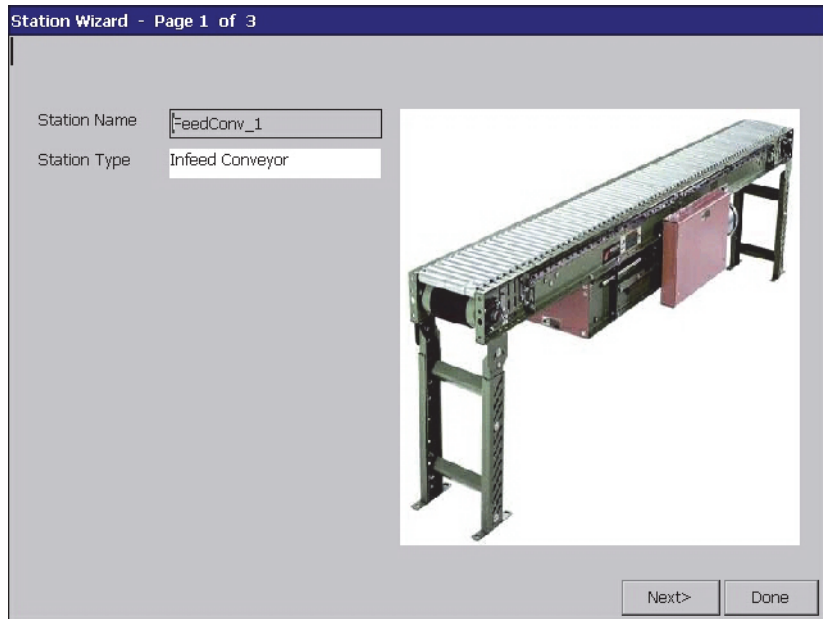 Station Wizard - Page 1 of 3
Station Name FeedConv_1
Station Type Infeed Conveyor
Next> Done